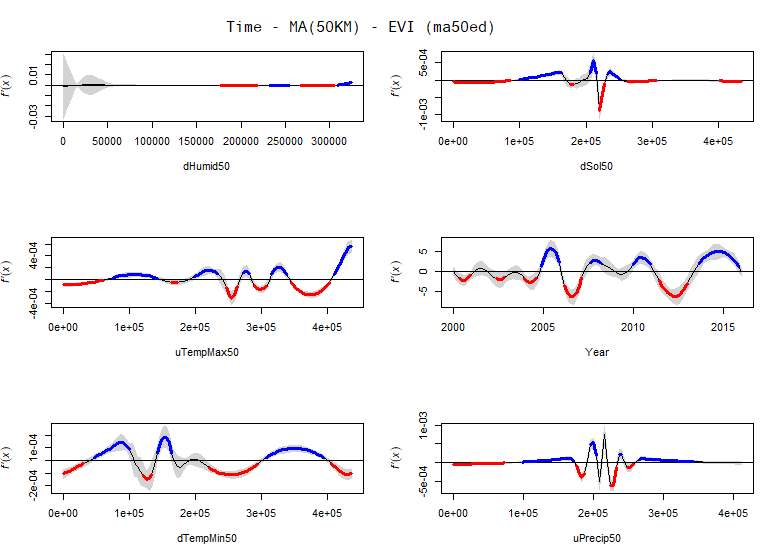 Time - MA(50KM) - EVI (ma50ed)
f'(x)
0.01
-0.03
0 50000 100000 150000 200000 250000 300000
dHumid50
f'(x)
5e-04
-1e-03
0e+00 1e+05 2e+05 3e+05 4e+05
dSol50
f'(x)
4e-04
-4e-04
0e+00 1e+05 2e+05 3e+05 4e+05
uTempMax50
f'(x)
5
0
-5
2000 2005 2010 2015
Year
f'(x)
1e-04
-2e-04
0e+00 1e+05 2e+05 3e+05 4e+05
dTempMin50
f'(x)
1e-03
-5e-04
0e+00 1e+05 2e+05 3e+05 4e+05
uPrecip50